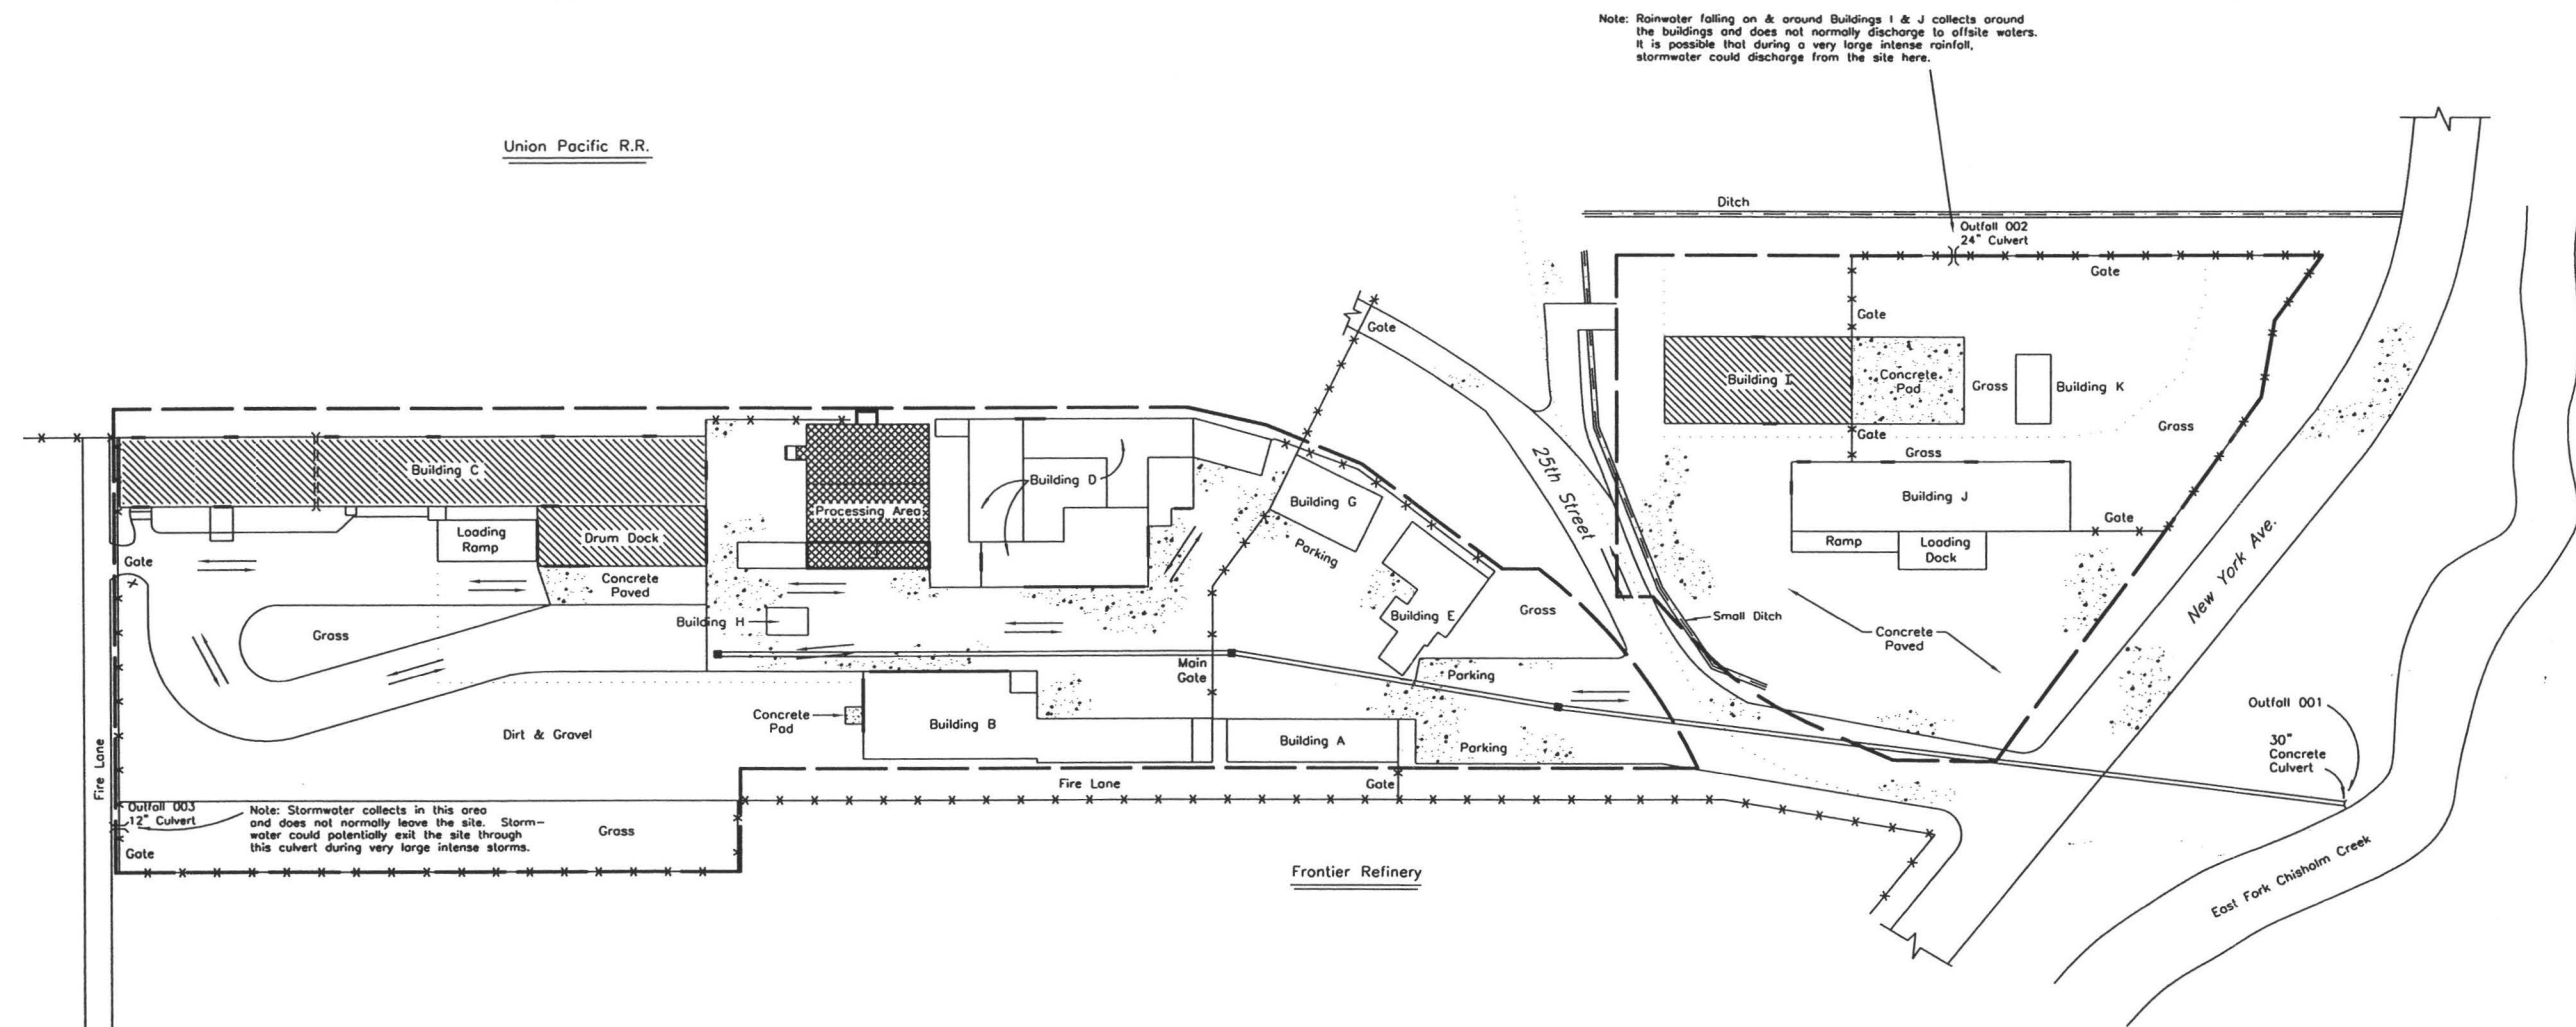 Note: Rainwater falling on & around Buildings I & J collects around
the buildings and does not normally discharge to offsite waters.
It is possible that during a very large intense rainfall,
stormwater could discharge from the site here.
Union Pacific R.R.
Ditch
Outfall 002
24" Culvert
Gate
Gate
Gate
Building I
Concrete
Pad
Grass
Building K
Grass
Gate
Grass
Building J
Gate
Ramp
Loading
Dock
Building C
Building D
Processing Area
Building G
25th Street
Loading
Ramp
Drum Dock
Parking
Gate
Concrete
Paved
Building E
Grass
Small Ditch
New York Ave.
Grass
Building H
Concrete
Paved
Main
Gate
Parking
Outfall 001
Concrete
Pad
Building B
Dirt & Gravel
Building A
Parking
30"
Concrete
Culvert
Fire Lane
Fire Lane
Gate
Outfall 003
12" Culvert
Note: Stormwater collects in this area
and does not normally leave the site. Storm-
water could potentially exit the site through
this culvert during very large intense storms.
Grass
Gate
Frontier Refinery
East Fork Chisholm Creek